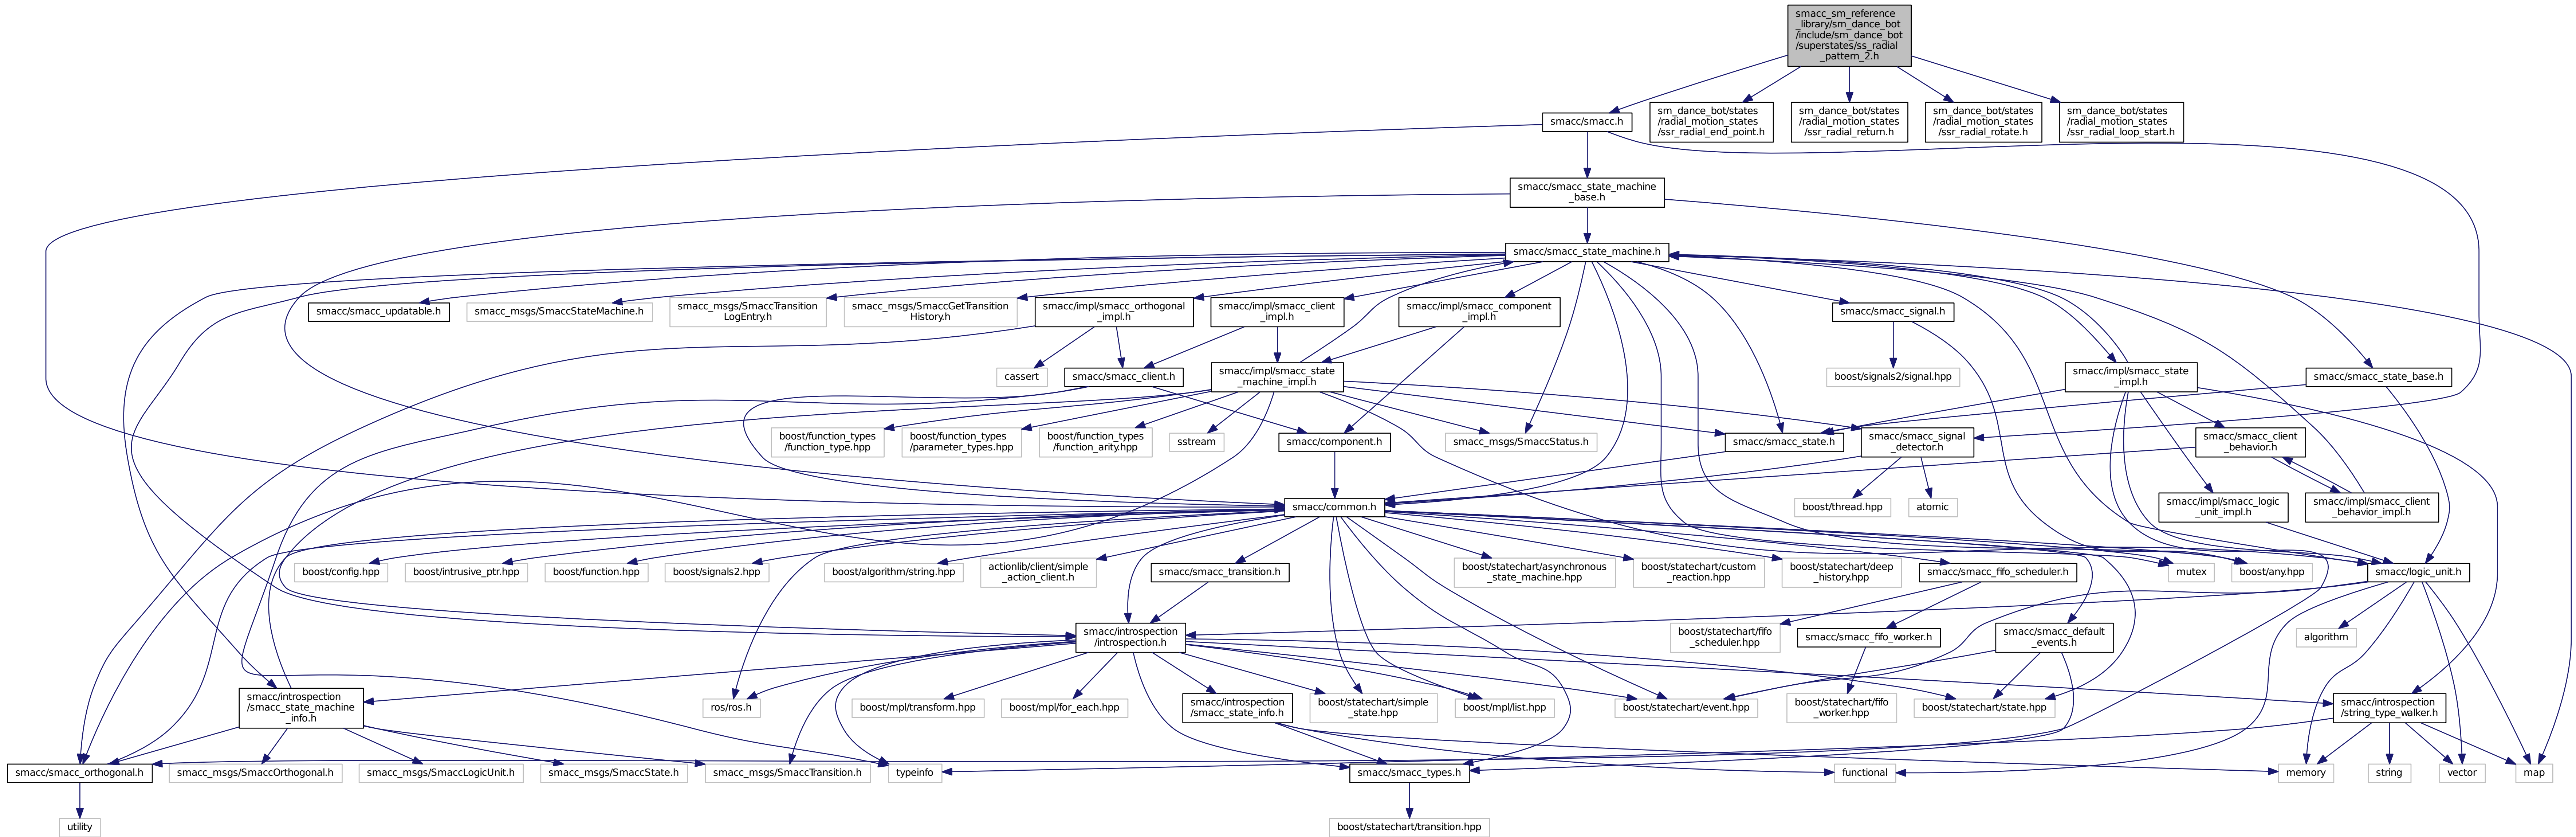 smacc_sm_reference
_library/sm_dance_bot
/include/sm_dance_bot
/superstates/ss_radial
_pattern_2.h
smacc/smacc.h
sm_dance_bot/states
/radial_motion_states
/ssr_radial_end_point.h
sm_dance_bot/states
/radial_motion_states
/ssr_radial_return.h
sm_dance_bot/states
/radial_motion_states
/ssr_radial_rotate.h
sm_dance_bot/states
/radial_motion_states
/ssr_radial_loop_start.h
smacc/smacc_state_machine
_base.h
smacc/smacc_state_machine.h
smacc/smacc_updatable.h
smacc_msgs/SmaccStateMachine.h
smacc_msgs/SmaccTransition
LogEntry.h
smacc_msgs/SmaccGetTransition
History.h
smacc/impl/smacc_orthogonal
_impl.h
smacc/impl/smacc_client
_impl.h
smacc/impl/smacc_component
_impl.h
smacc/smacc_signal.h
cassert
smacc/smacc_client.h
smacc/impl/smacc_state
_machine_impl.h
boost/signals2/signal.hpp
smacc/impl/smacc_state
_impl.h
smacc/smacc_state_base.h
boost/function_types
/function_type.hpp
boost/function_types
/parameter_types.hpp
boost/function_types
/function_arity.hpp
sstream
smacc/component.h
smacc_msgs/SmaccStatus.h
smacc/smacc_state.h
smacc/smacc_signal
_detector.h
smacc/smacc_client
_behavior.h
smacc/common.h
boost/thread.hpp
atomic
smacc/impl/smacc_logic
_unit_impl.h
smacc/impl/smacc_client
_behavior_impl.h
boost/config.hpp
boost/intrusive_ptr.hpp
boost/function.hpp
boost/signals2.hpp
boost/algorithm/string.hpp
actionlib/client/simple
_action_client.h
smacc/smacc_transition.h
boost/statechart/asynchronous
_state_machine.hpp
boost/statechart/custom
_reaction.hpp
boost/statechart/deep
_history.hpp
smacc/smacc_fifo_scheduler.h
mutex
boost/any.hpp
smacc/logic_unit.h
smacc/introspection
/introspection.h
boost/statechart/fifo
_scheduler.hpp
smacc/smacc_fifo_worker.h
smacc/smacc_default
_events.h
algorithm
smacc/introspection
/smacc_state_machine
_info.h
ros/ros.h
boost/mpl/transform.hpp
boost/mpl/for_each.hpp
smacc/introspection
/smacc_state_info.h
boost/statechart/simple
_state.hpp
boost/mpl/list.hpp
boost/statechart/event.hpp
boost/statechart/fifo
_worker.hpp
boost/statechart/state.hpp
smacc/introspection
/string_type_walker.h
smacc/smacc_orthogonal.h
smacc_msgs/SmaccOrthogonal.h
smacc_msgs/SmaccLogicUnit.h
smacc_msgs/SmaccState.h
smacc_msgs/SmaccTransition.h
typeinfo
smacc/smacc_types.h
functional
memory
string
vector
map
utility
boost/statechart/transition.hpp